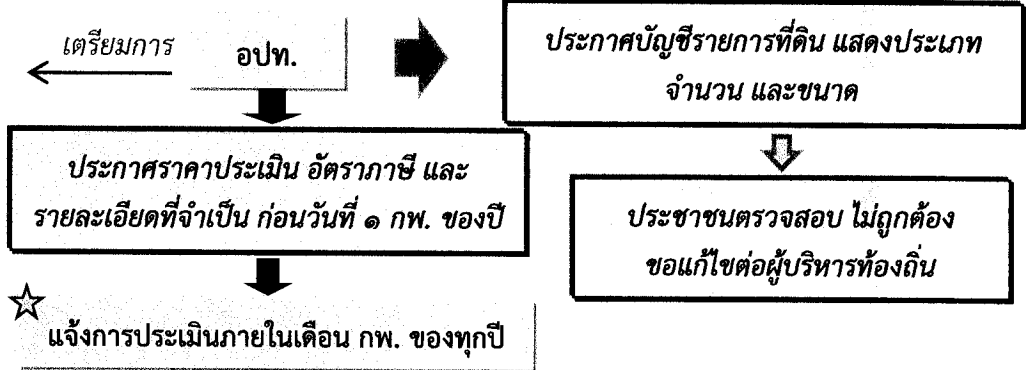 เตรียมการ
อปท.
ประกาศบัญชีรายการที่ดิน แสดงประเภท
จำนวน และขนาด
ประกาศราคาประเมิน อัตราภาษี และ
รายละเอียดที่จำเป็น ก่อนวันที่ ๑ กพ. ของปี
ประชาชนตรวจสอบ ไม่ถูกต้อง
ขอแก้ไขต่อผู้บริหารท้องถิ่น
แจ้งการประเมินภายในเดือน กพ. ของทุกปี